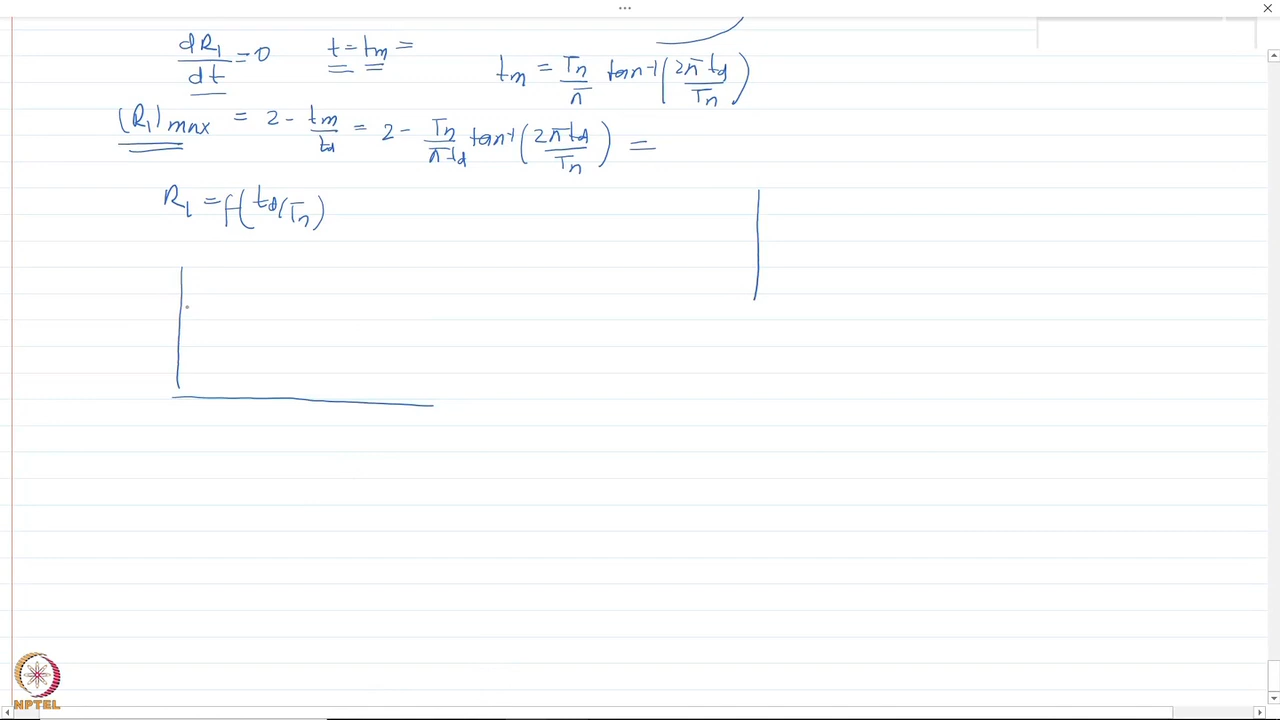 dR₁/dt = 0 t = tm =
tm = Tn/π tan⁻¹(2π td/Tn)
(R₁)max = 2 - tm/td = 2 - Tn/π td tan⁻¹(2π td/Tn) =
R₁ = f(td/Tn)
NPTEL